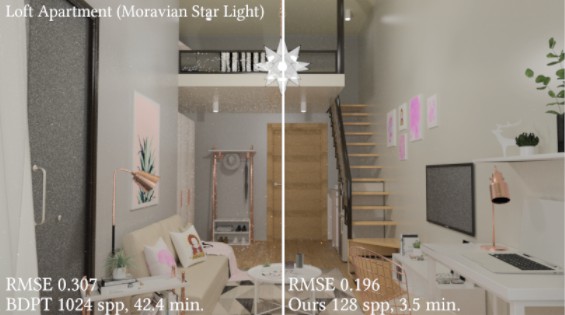 Loft Apartment (Moravian Star Light)
RMSE 0.307
BDPT 1024 spp, 42.4 min.
RMSE 0.196
Ours 128 spp, 3.5 min.